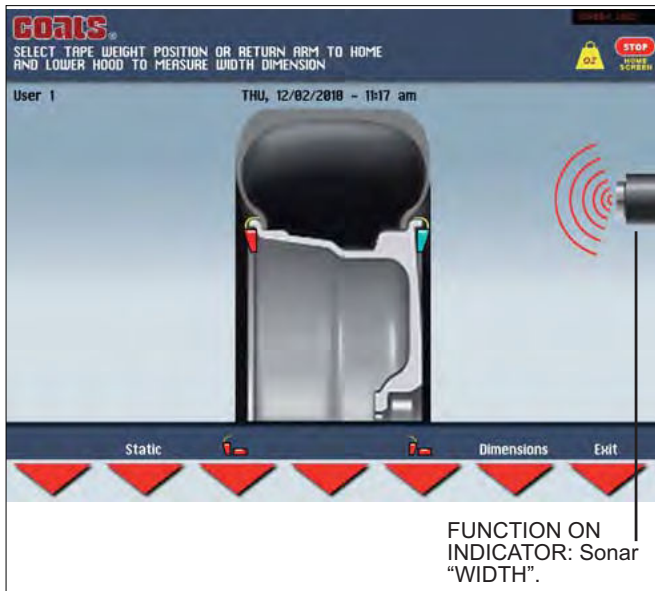 COATS®
SELECT TAPE WEIGHT POSITION OR RETURN ARM TO HOME
AND LOWER HOOD TO MEASURE WIDTH DIMENSION
OZ
STOP
HOME
SCREEN
User 1
THU, 12/02/2010 - 11:17 am
Static
Dimensions
Exit
FUNCTION ON
INDICATOR: Sonar
“WIDTH”.